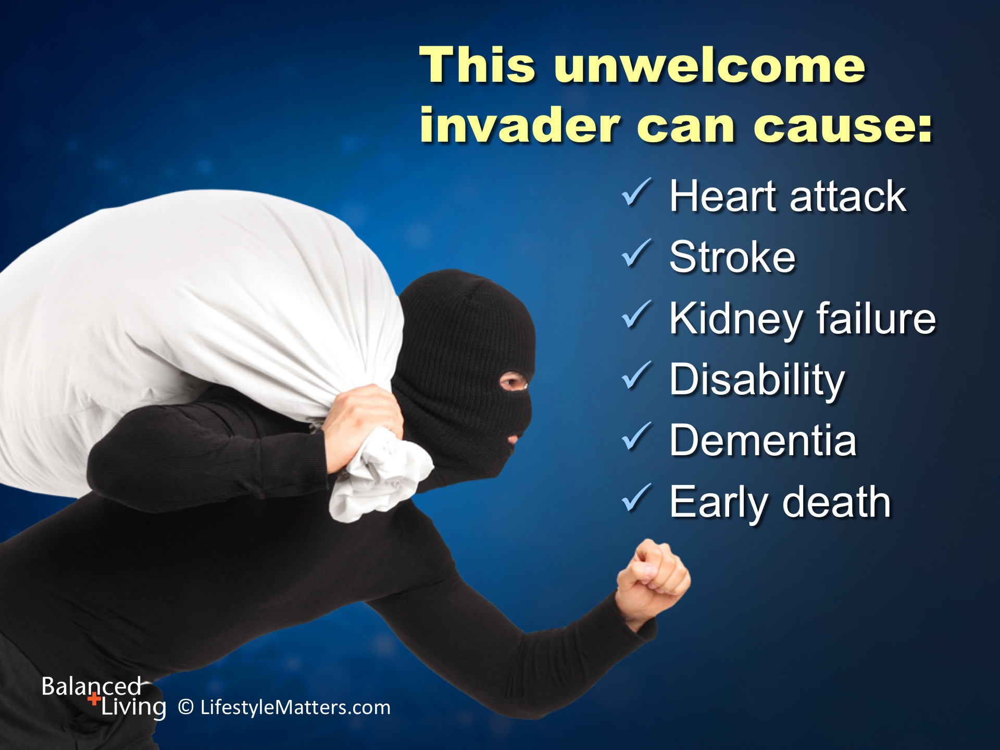 This unwelcome
invader can cause:
✓ Heart attack
✓ Stroke
✓ Kidney failure
✓ Disability
✓ Dementia
✓ Early death
Balanced
+Living © LifestyleMatters.com